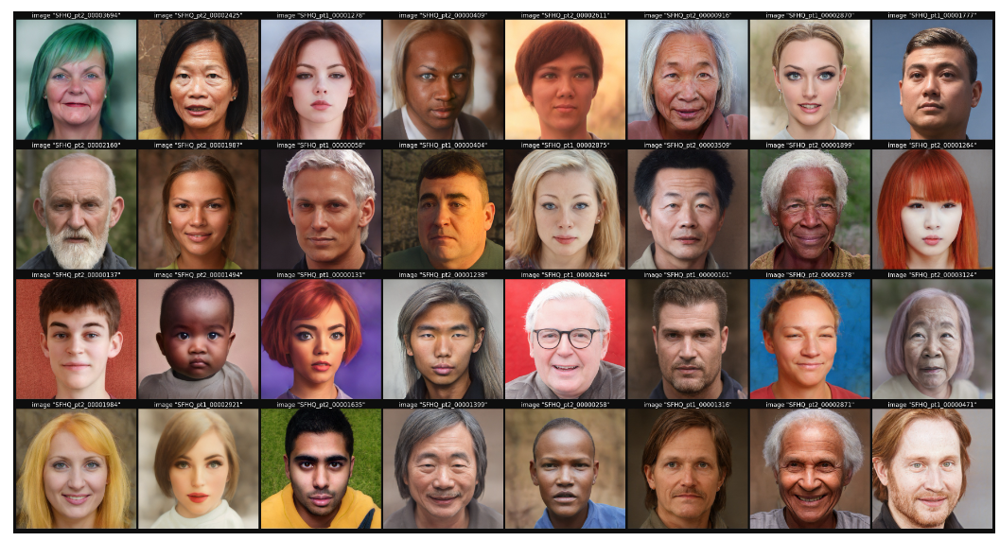 image "SFHQ_pt2_00003694" image "SFHQ_pt2_00002425" image "SFHQ_pt1_00001278" image "SFHQ_pt2_00000409" image "SFHQ_pt2_00002611" image "SFHQ_pt2_00000916" image "SFHQ_pt1_00002870" image "SFHQ_pt1_00001777"
image "SFHQ_pt2_00002160" image "SFHQ_pt2_00001987" image "SFHQ_pt1_00000058" image "SFHQ_pt1_00000404" image "SFHQ_pt2_00002875" image "SFHQ_pt2_00003509" image "SFHQ_pt2_00001899" image "SFHQ_pt2_00001264"
image "SFHQ_pt2_00000137" image "SFHQ_pt2_00001494" image "SFHQ_pt1_00000131" image "SFHQ_pt1_00001238" image "SFHQ_pt2_00002844" image "SFHQ_pt1_00000161" image "SFHQ_pt2_00002378" image "SFHQ_pt2_00003124"
image "SFHQ_pt2_00001984" image "SFHQ_pt1_00002921" image "SFHQ_pt2_00001635" image "SFHQ_pt2_00001399" image "SFHQ_pt2_00000258" image "SFHQ_pt1_00001316" image "SFHQ_pt2_00002871" image "SFHQ_pt1_00000471"